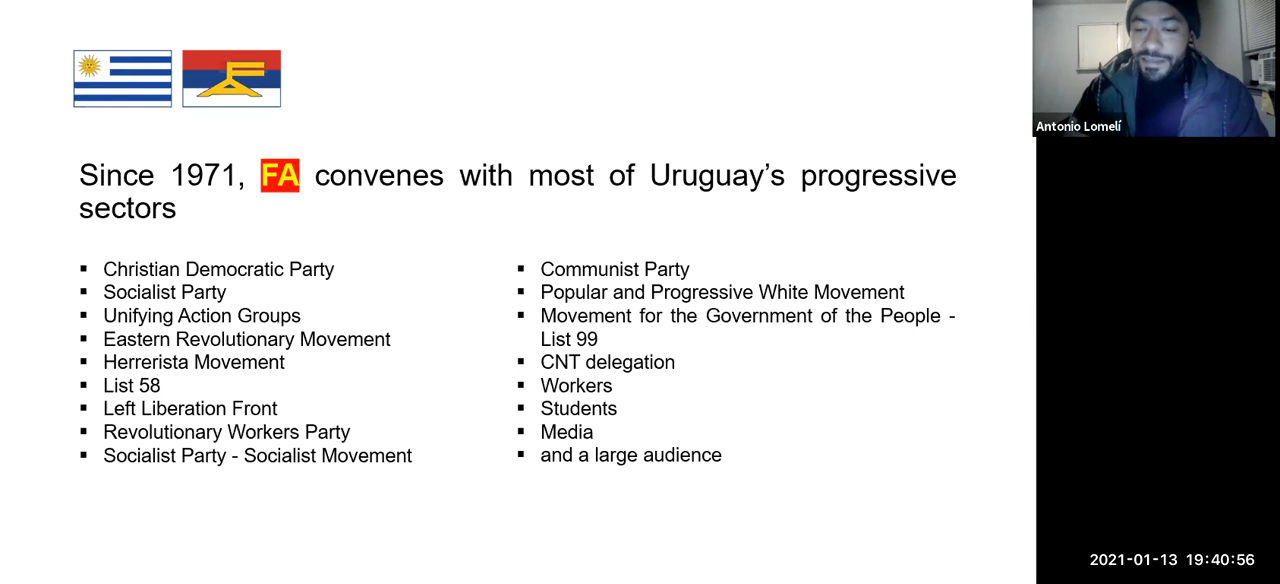 Since 1971, FA convenes with most of Uruguay's progressive
sectors
▪ Christian Democratic Party
▪ Socialist Party
▪ Unifying Action Groups
▪ Eastern Revolutionary Movement
▪ Herrerista Movement
▪ List 58
▪ Left Liberation Front
▪ Revolutionary Workers Party
▪ Socialist Party - Socialist Movement
▪ Communist Party
▪ Popular and Progressive White Movement
▪ Movement for the Government of the People -
List 99
▪ CNT delegation
▪ Workers
▪ Students
▪ Media
▪ and a large audience
Antonio Lomelí
2021-01-13 19:40:56